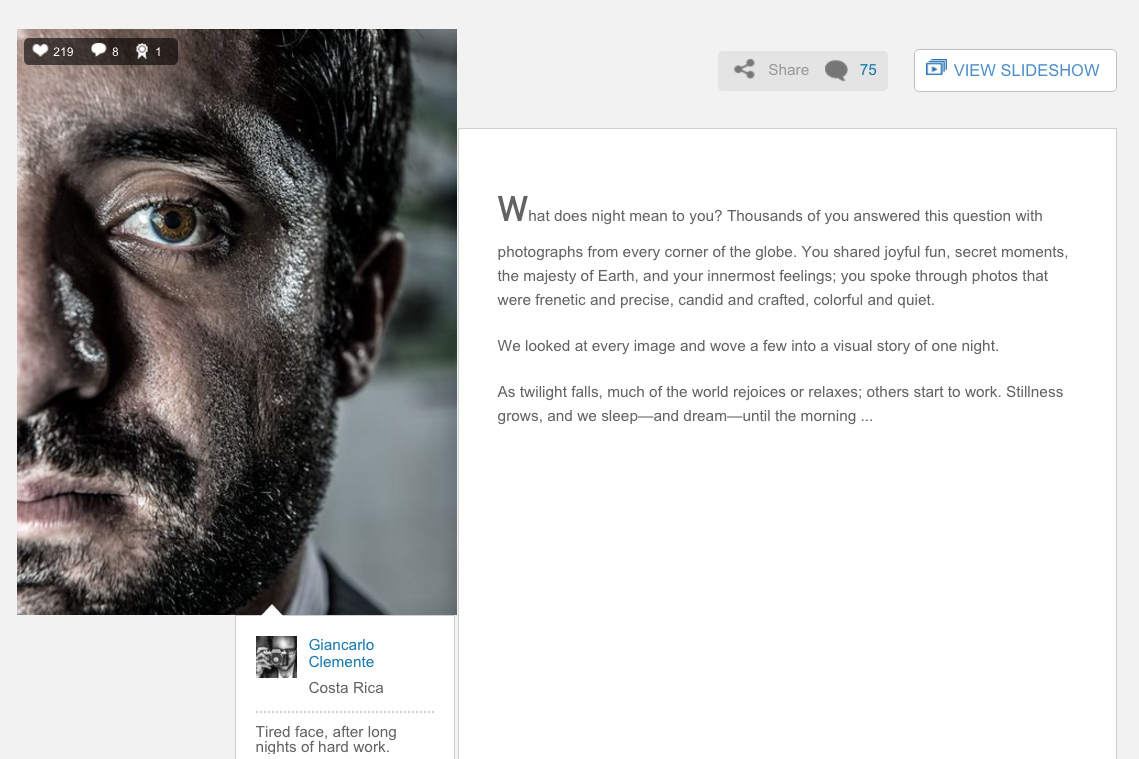 219 8 1
Share 75 VIEW SLIDESHOW
What does night mean to you? Thousands of you answered this question with
photographs from every corner of the globe. You shared joyful fun, secret moments,
the majesty of Earth, and your innermost feelings; you spoke through photos that
were frenetic and precise, candid and crafted, colorful and quiet.
We looked at every image and wove a few into a visual story of one night.
As twilight falls, much of the world rejoices or relaxes; others start to work. Stillness
grows, and we sleep—and dream—until the morning ...
Giancarlo
Clemente
Costa Rica
Tired face, after long
nights of hard work.